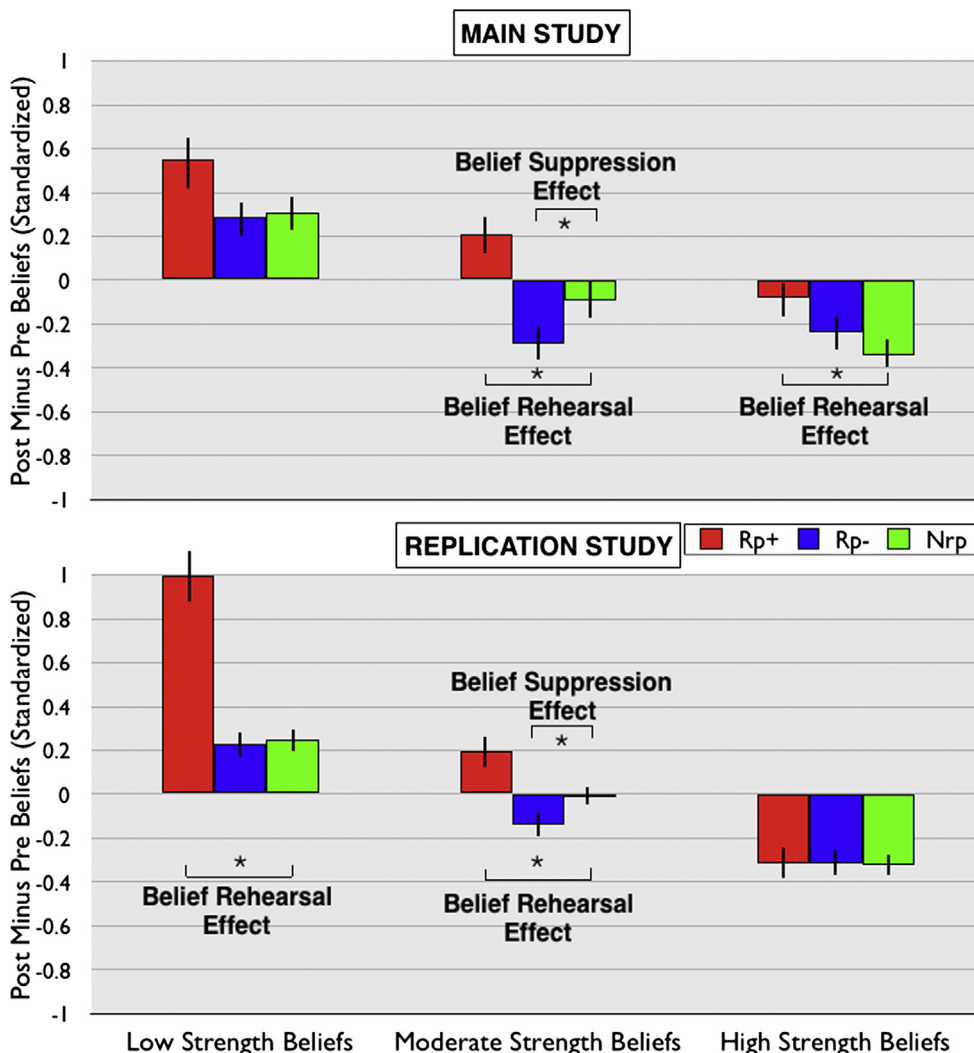 MAIN STUDY
Post Minus Pre Beliefs (Standardized)
1
0.8
0.6
0.4
0.2
0
-0.2
-0.4
-0.6
-0.8
-1
Belief Suppression
Effect
*
*
Belief Rehearsal
Effect
*
Belief Rehearsal
Effect
REPLICATION STUDY
Rp+ Rp- Nrp
Post Minus Pre Beliefs (Standardized)
1
0.8
0.6
0.4
0.2
0
-0.2
-0.4
-0.6
-0.8
-1
Belief Suppression
Effect
*
*
Belief Rehearsal
Effect
*
Belief Rehearsal
Effect
Low Strength Beliefs Moderate Strength Beliefs High Strength Beliefs